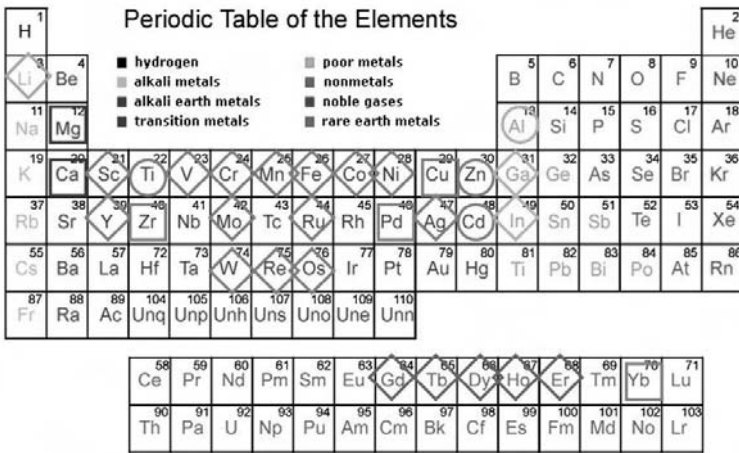 Periodic Table of the Elements
1 2
H He
hydrogen poor metals
alkali metals nonmetals
alkali earth metals noble gases
transition metals rare earth metals
3 4 5 6 7 8 9 10
Li Be B C N O F Ne
11 12 13 14 15 16 17 18
Na Mg Al Si P S Cl Ar
19 20 21 22 23 24 25 26 27 28 29 30 31 32 33 34 35 36
K Ca Sc Ti V Cr Mn Fe Co Ni Cu Zn Ga Ge As Se Br Kr
37 38 39 40 41 42 43 44 45 46 47 48 49 50 51 52 53 54
Rb Sr Y Zr Nb Mo Tc Ru Rh Pd Ag Cd In Sn Sb Te I Xe
55 56 57 72 73 74 75 76 77 78 79 80 81 82 83 84 85 86
Cs Ba La Hf Ta W Re Os Ir Pt Au Hg Ti Pb Bi Po At Rn
87 88 89 104 105 106 107 108 109 110
Fr Ra Ac Unq Unp Unh Uns Uno Une Unn
58 59 60 61 62 63 64 65 66 67 68 69 70 71
Ce Pr Nd Pm Sm Eu Gd Tb Dy Ho Er Tm Yb Lu
90 91 92 93 94 95 96 97 98 99 100 101 102 103
Th Pa U Np Pu Am Cm Bk Cf Es Fm Md No Lr